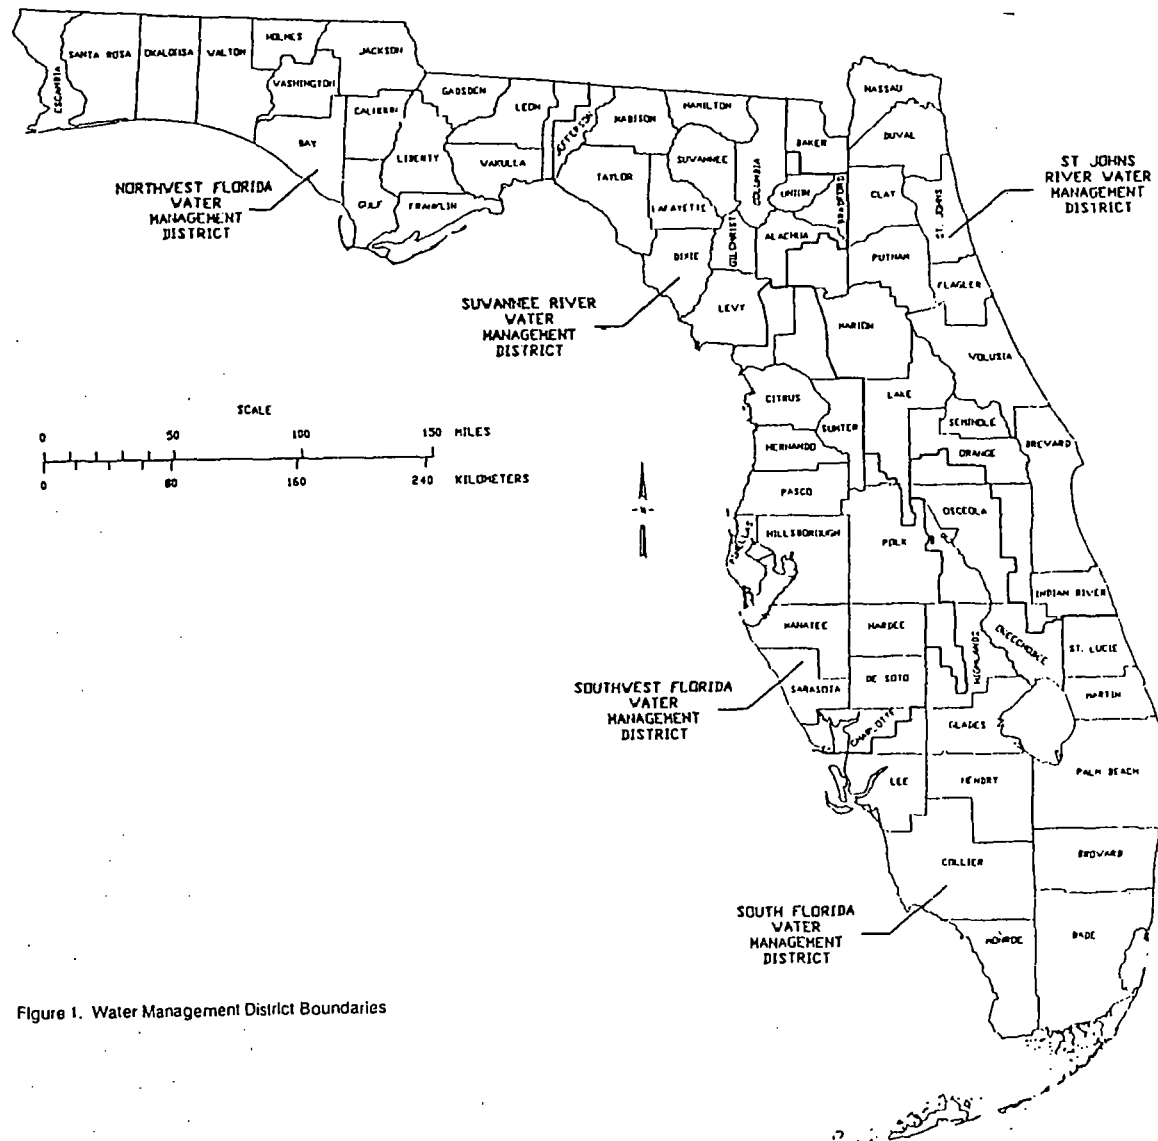 HOLMES
SANTA ROSA
OKALOOSA
WALTON
JACKSON
ESCAMBIA
WASHINGTON
GADSDEN
LEON
NASSAU
CALHOUN
JEFFERSON
MADISON
HAMILTON
DUVAL
BAY
LIBERTY
WAKULLA
SUWANNEE
BAKER
TAYLOR
COLUMBIA
UNION
BRADFORD
CLAY
ST. JOHNS
ST JOHNS
RIVER WATER
MANAGEMENT
DISTRICT
NORTHWEST FLORIDA
WATER
MANAGEMENT
DISTRICT
GULF
FRANKLIN
LAFAYETTE
GILCHRIST
ALACHUA
DIXIE
PUTNAM
FLAGLER
SUWANNEE RIVER
WATER
MANAGEMENT
DISTRICT
LEVY
MARION
VOLUSIA
SCALE
0 50 100 150 MILES
0 80 160 240 KILOMETERS
CITRUS
LAKE
SUMTER
SEMINOLE
HERNANDO
ORANGE
BREVARD
PASCO
OSCEOLA
N
PINELLAS
HILLSBOROUGH
POLK
INDIAN RIVER
MANATEE
HARDEE
HIGHLANDS
OKEECHOBEE
ST. LUCIE
SOUTHWEST FLORIDA
WATER
MANAGEMENT
DISTRICT
SARASOTA
DE SOTO
MARTIN
CHARLOTTE
GLADES
LEE
HENDRY
PALM BEACH
COLLIER
BROWARD
SOUTH FLORIDA
WATER
MANAGEMENT
DISTRICT
MONROE
DADE
Figure 1. Water Management District Boundaries